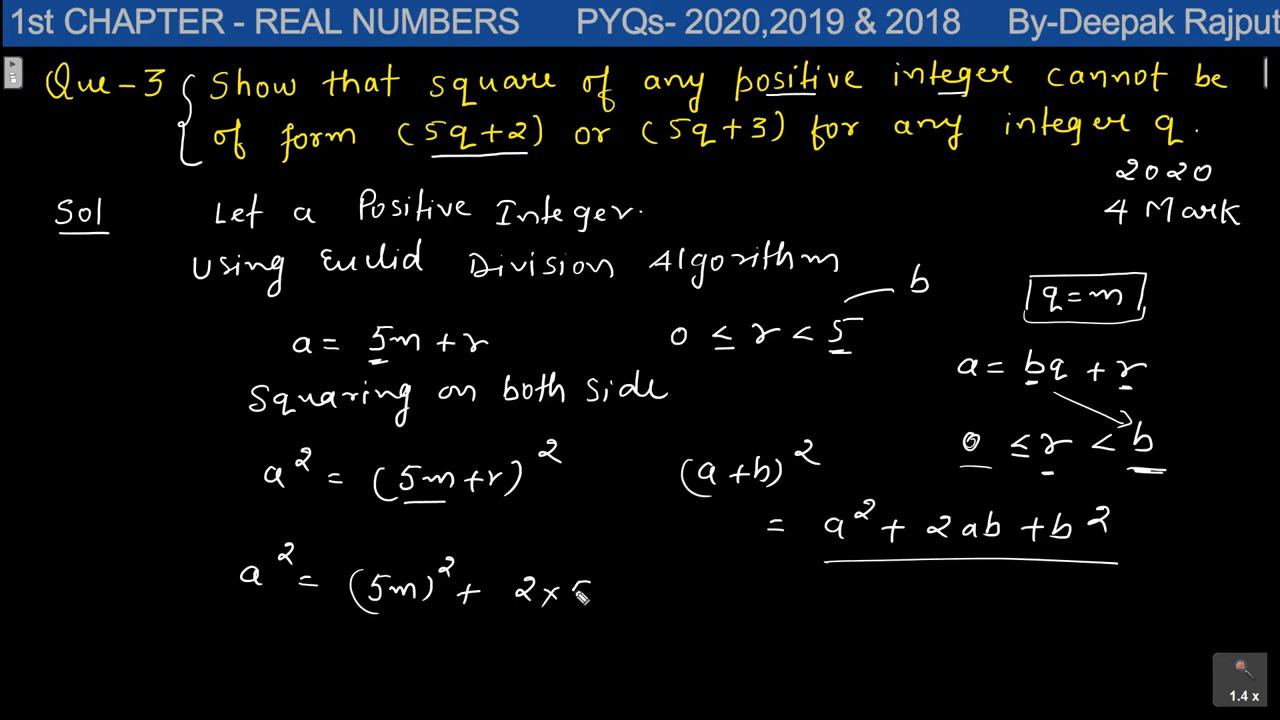 1st CHAPTER - REAL NUMBERS PYQs- 2020,2019 & 2018 By-Deepak Rajput
Que-3 Show that square of any positive integer cannot be
of form (5q+2) or (5q+3) for any integer q.
2020
4 Mark
Sol Let a Positive Integer.
Using Euclid Division Algorithm
a = 5m + r 0 ≤ r < 5 b
q = m
a = bq + r
0 ≤ r < b
Squaring on both side
a² = (5m+r)²
(a+b)²
= a² + 2ab + b²
a² = (5m)² + 2 × 5
1.4 x